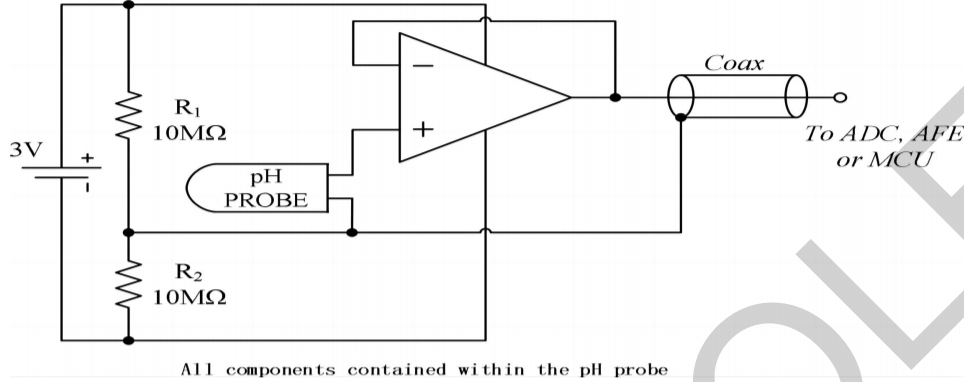 Coax
R1
10MΩ
3V
+
-
−
+
To ADC, AFE
or MCU
pH
PROBE
R2
10MΩ
All components contained within the pH probe